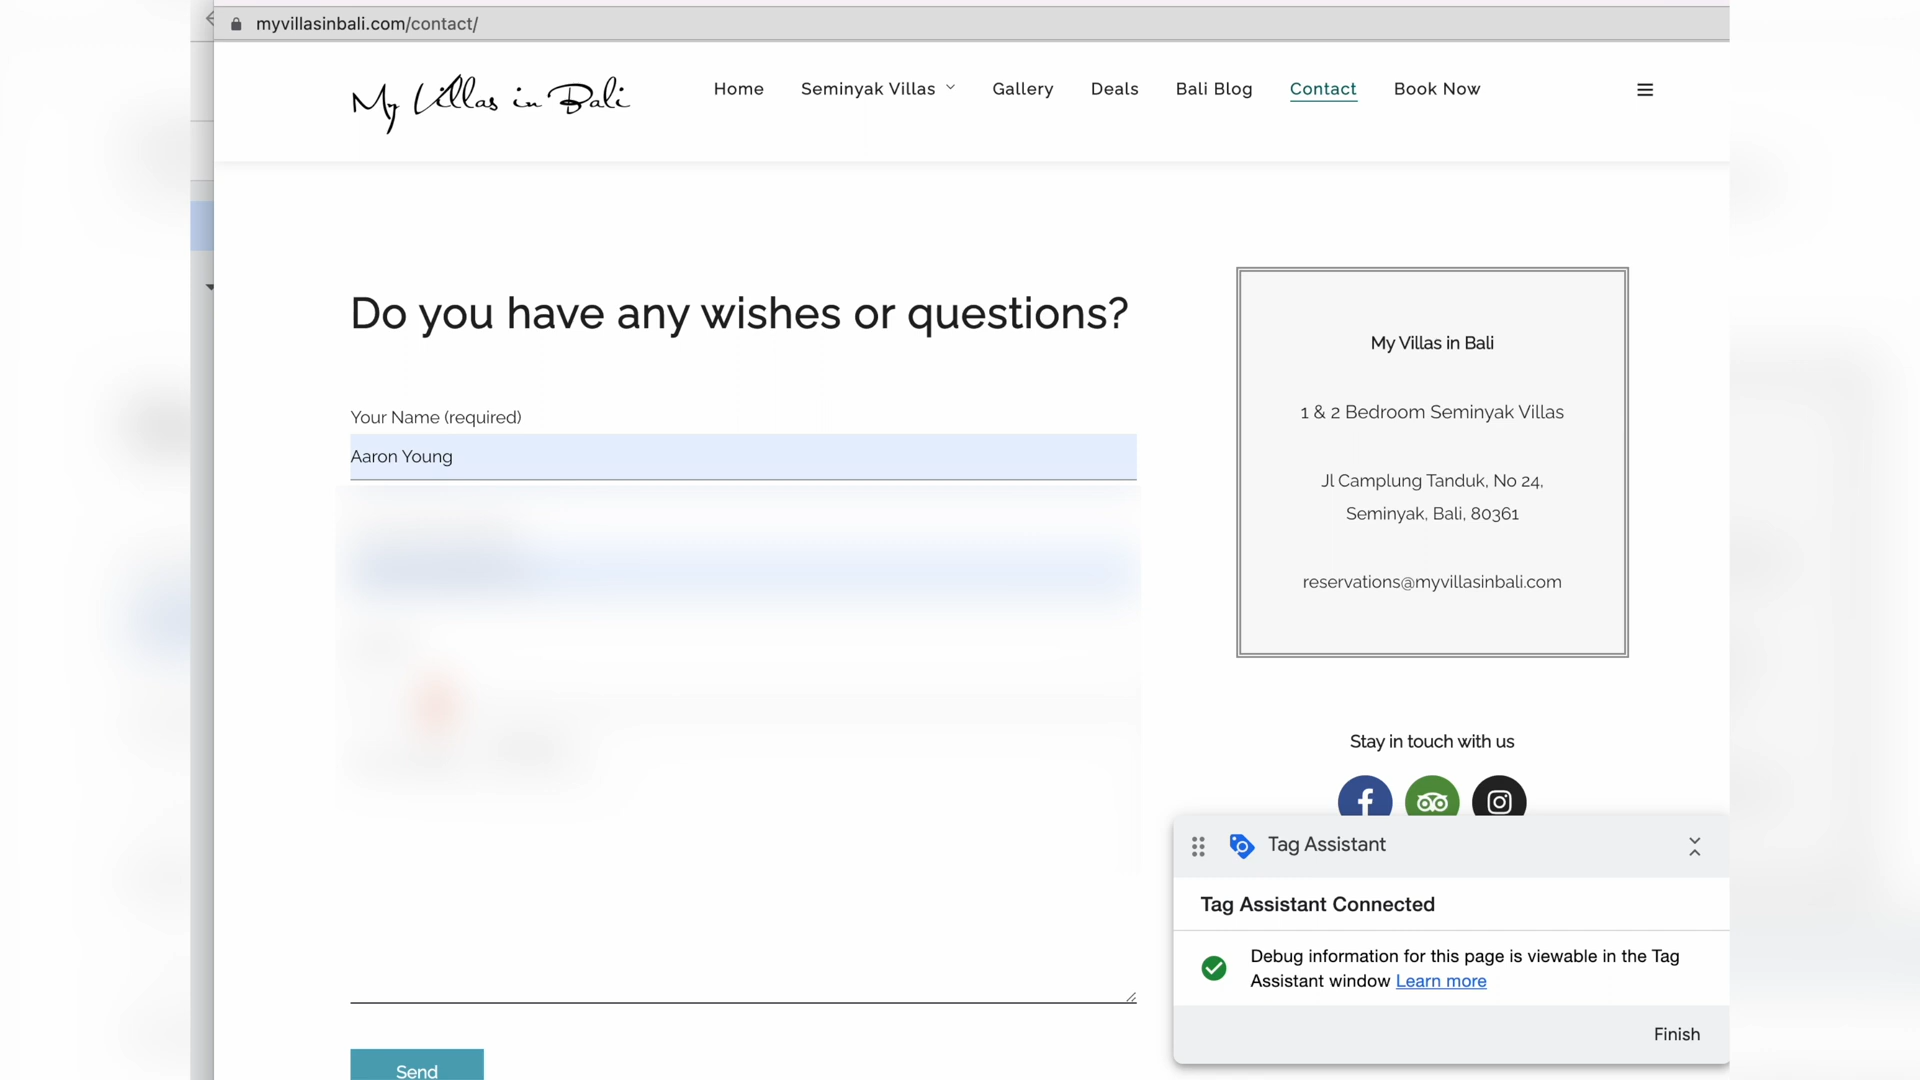 myvillasinbali.com/contact/
My Villas in Bali
Home Seminyak Villas Gallery Deals Bali Blog Contact Book Now
Do you have any wishes or questions?
Your Name (required)
Aaron Young
Send
My Villas in Bali
1 & 2 Bedroom Seminyak Villas
Jl Camplung Tanduk, No 24,
Seminyak, Bali, 80361
reservations@myvillasinbali.com
Stay in touch with us
Tag Assistant
Tag Assistant Connected
Debug information for this page is viewable in the Tag
Assistant window Learn more
Finish